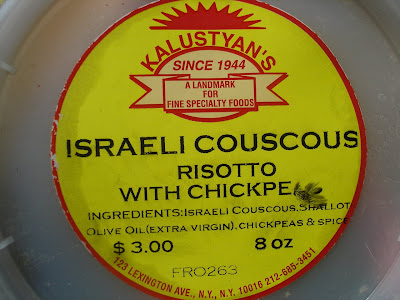 KALUSTYAN'S
SINCE 1944
A LANDMARK
FOR
FINE SPECIALTY FOODS
ISRAELI COUSCOUS
RISOTTO
WITH CHICKPE
INGREDIENTS:ISRAELI COUSCOUS,SHALLOT
OLIVE OIL(EXTRA VIRGIN),CHICKPEAS & SPICE
$ 3.00 8 OZ
FRO263
123 LEXINGTON AVE., N.Y., N.Y. 10016 212-685-3451